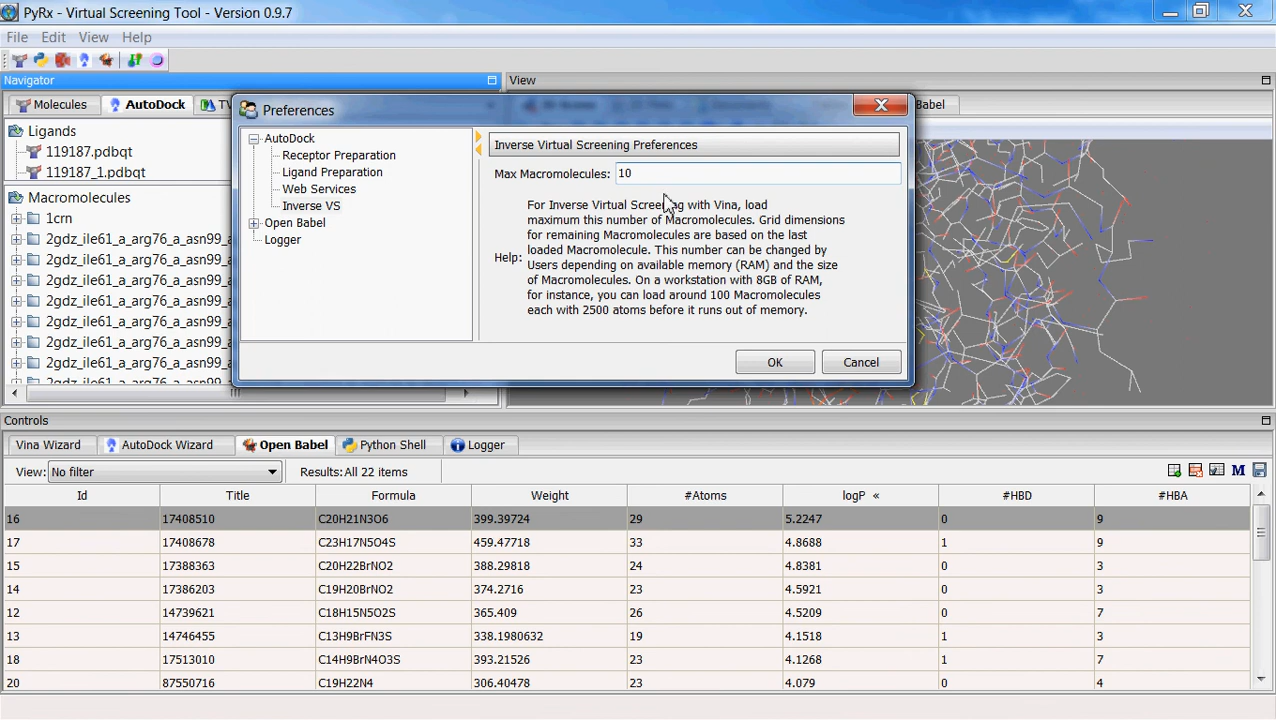 PyRx - Virtual Screening Tool - Version 0.9.7
File Edit View Help
Navigator
Molecules AutoDock TV
Ligands
119187.pdbqt
119187_1.pdbqt
Macromolecules
1crn
2gdz_ile61_a_arg76_a_asn99_
2gdz_ile61_a_arg76_a_asn99_
2gdz_ile61_a_arg76_a_asn99_
2gdz_ile61_a_arg76_a_asn99_
2gdz_ile61_a_arg76_a_asn99_
2gdz_ile61_a_arg76_a_asn99_
2gdz_ile61_a_arg76_a_asn99_
View
Babel
Preferences
AutoDock
Receptor Preparation
Ligand Preparation
Web Services
Inverse VS
Open Babel
Logger
Inverse Virtual Screening Preferences
Max Macromolecules: 10
Help:
For Inverse Virtual Screening with Vina, load
maximum this number of Macromolecules. Grid dimensions
for remaining Macromolecules are based on the last
loaded Macromolecule. This number can be changed by
Users depending on available memory (RAM) and the size
of Macromolecules. On a workstation with 8GB of RAM,
for instance, you can load around 100 Macromolecules
each with 2500 atoms before it runs out of memory.
OK Cancel
Controls
Vina Wizard AutoDock Wizard Open Babel Python Shell Logger
View: No filter Results:All 22 items M
Id Title Formula Weight #Atoms logP « #HBD #HBA
16 17408510 C20H21N3O6 399.39724 29 5.2247 0 9
17 17408678 C23H17N5O4S 459.47718 33 4.8688 1 9
15 17388363 C20H22BrNO2 388.29818 24 4.8381 0 3
14 17386203 C19H20BrNO2 374.2716 23 4.5921 0 3
12 14739621 C18H15N5O2S 365.409 26 4.5209 0 7
13 14746455 C13H9BrFN3S 338.1980632 19 4.1518 1 3
18 17513010 C14H9BrN4O3S 393.21526 23 4.1268 1 7
20 87550716 C19H22N4 306.40478 23 4.079 0 4